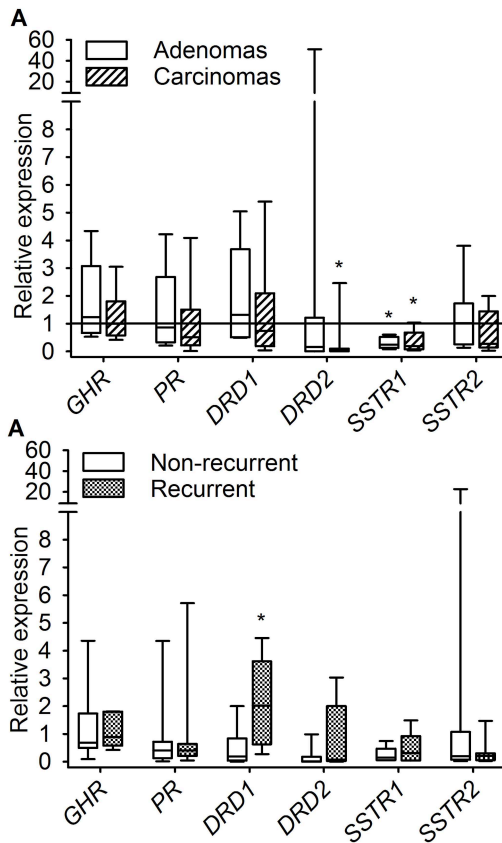 A
60
40
20
8
7
6
5
4
3
2
1
0
Relative expression
Adenomas
Carcinomas
*
*
*
GHR
PR
DRD1
DRD2
SSTR1
SSTR2
A
60
40
20
8
7
6
5
4
3
2
1
0
Relative expression
Non-recurrent
Recurrent
*
GHR
PR
DRD1
DRD2
SSTR1
SSTR2